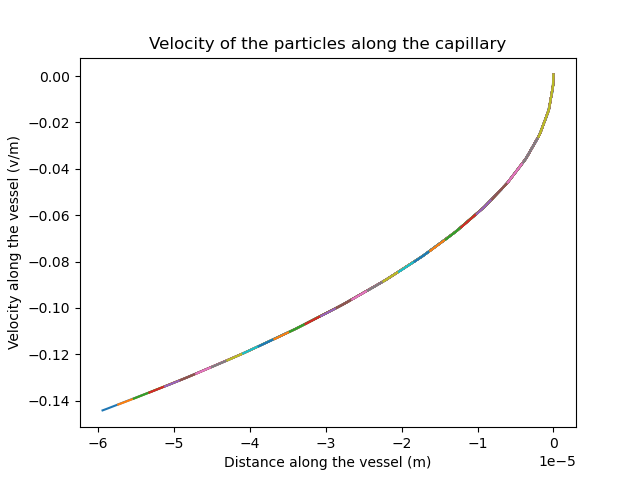 Velocity of the particles along the capillary
0.00
−0.02
−0.04
−0.06
−0.08
−0.10
−0.12
−0.14
Velocity along the vessel (v/m)
−6 −5 −4 −3 −2 −1 0
1e−5
Distance along the vessel (m)